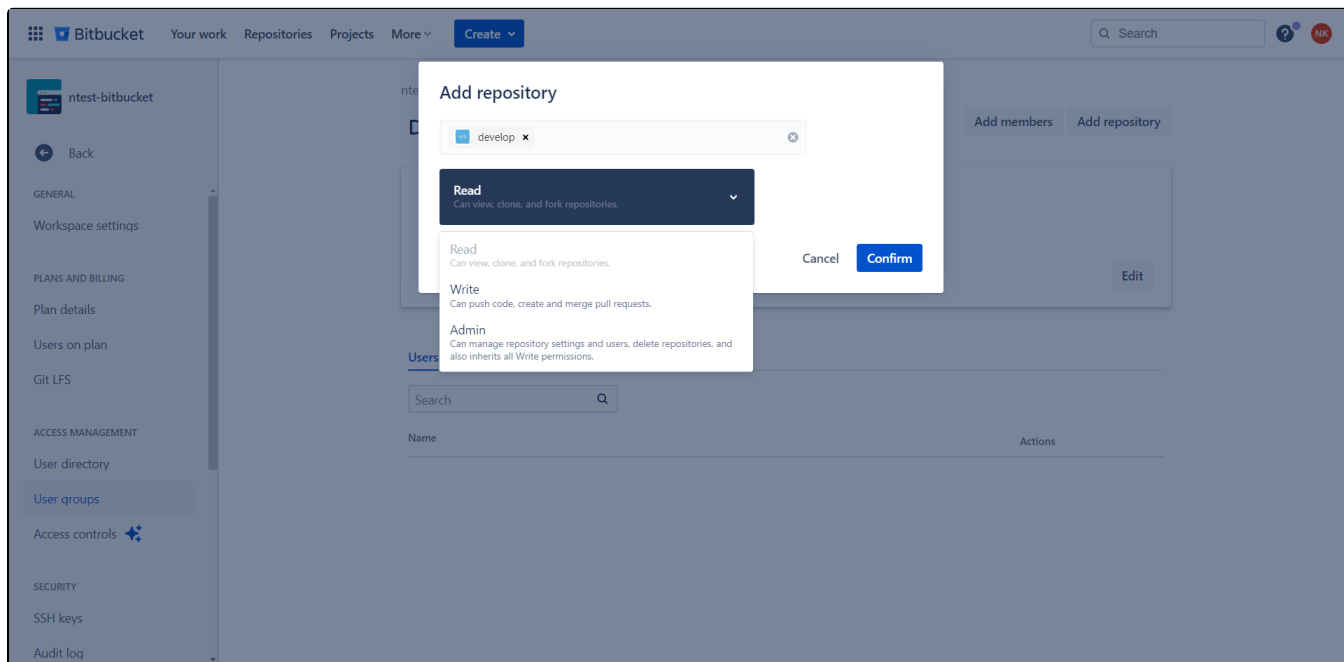 Bitbucket
Your work
Repositories
Projects
More
Create
Search
NK
ntest-bitbucket
Back
GENERAL
Workspace settings
PLANS AND BILLING
Plan details
Users on plan
Git LFS
ACCESS MANAGEMENT
User directory
User groups
Access controls
SECURITY
SSH keys
Audit log
nte
D
Add members
Add repository
Edit
Add repository
develop
Read
Can view, clone, and fork repositories.
Read
Can view, clone, and fork repositories.
Write
Can push code, create and merge pull requests.
Admin
Can manage repository settings and users, delete repositories, and
also inherits all Write permissions.
Cancel
Confirm
Users
Search
Name
Actions